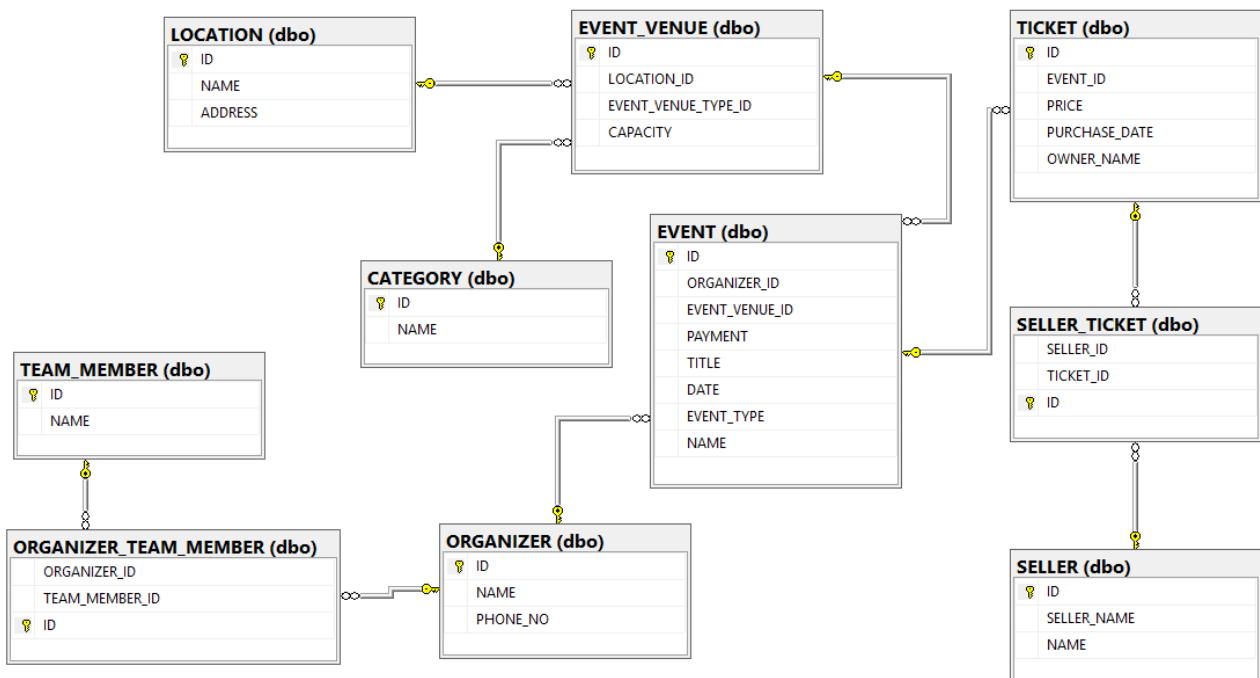 LOCATION (dbo)
ID
NAME
ADDRESS
EVENT_VENUE (dbo)
ID
LOCATION_ID
EVENT_VENUE_TYPE_ID
CAPACITY
TICKET (dbo)
ID
EVENT_ID
PRICE
PURCHASE_DATE
OWNER_NAME
CATEGORY (dbo)
ID
NAME
EVENT (dbo)
ID
ORGANIZER_ID
EVENT_VENUE_ID
PAYMENT
TITLE
DATE
EVENT_TYPE
NAME
TEAM_MEMBER (dbo)
ID
NAME
SELLER_TICKET (dbo)
SELLER_ID
TICKET_ID
ID
ORGANIZER_TEAM_MEMBER (dbo)
ORGANIZER_ID
TEAM_MEMBER_ID
ID
ORGANIZER (dbo)
ID
NAME
PHONE_NO
SELLER (dbo)
ID
SELLER_NAME
NAME